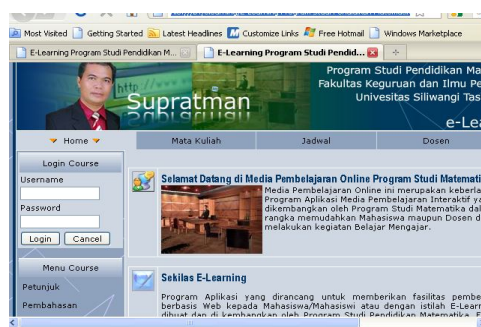 Most Visited Getting Started Latest Headlines Customize Links Free Hotmail Windows Marketplace
E-Learning Program Studi Pendidikan M... E-Learning Program Studi Pendid...
http://
Supratman
Program Studi Pendidikan Ma
Fakultas Keguruan dan Ilmu Pe
Universitas Siliwangi Tas
e-Lea
Home Mata Kuliah Jadwal Dosen
Login Course
Username
Password
Login Cancel
Menu Course
Petunjuk
Pembahasan
Selamat Datang di Media Pembelajaran Online Program Studi Matemati
Media Pembelajaran Online ini merupakan keberla
Program Aplikasi Media Pembelajaran Interaktif ya
dikembangkan oleh Program Studi Matematika dal
rangka memudahkan Mahasiswa maupun Dosen d
melakukan kegiatan Belajar Mengajar.
Sekilas E-Learning
Program Aplikasi yang dirancang untuk memberikan fasilitas pembe
berbasis Web kepada Mahasiswa/Mahasiswi atau dengan istilah E-Learn
dibuat dan di kembangkan oleh Program Studi Pendidikan Matematika. E